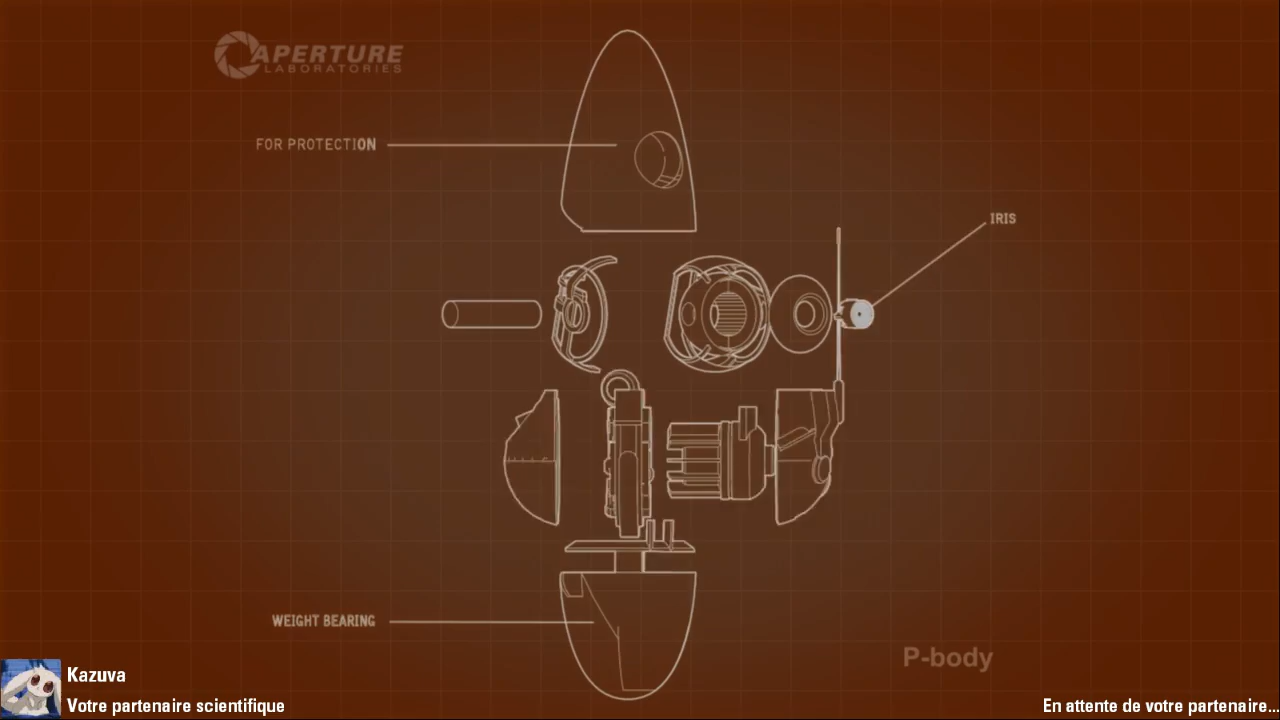 APERTURE
LABORATORIES
FOR PROTECTION
IRIS
WEIGHT BEARING
P-body
Kazuva
Votre partenaire scientifique
En attente de votre partenaire...